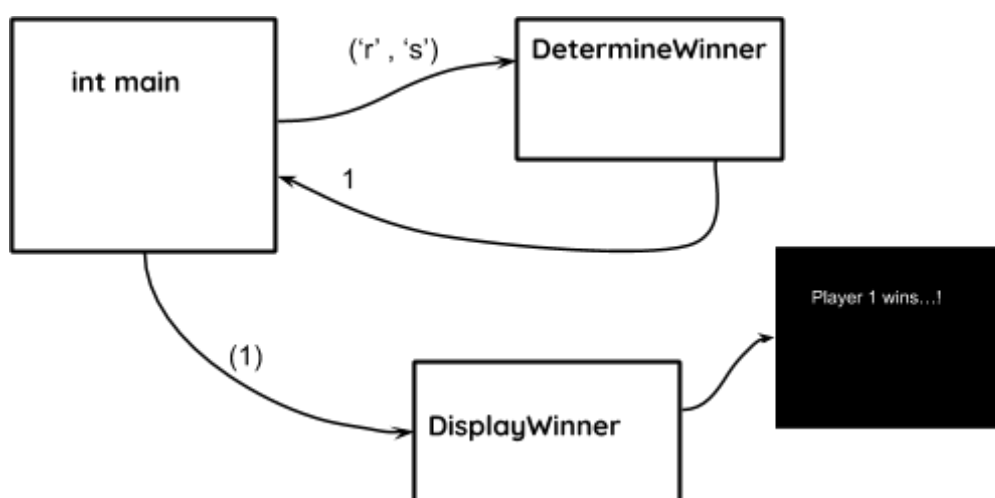 int main
(‘r’ , ‘s’)
DetermineWinner
1
Player 1 wins...!
(1)
DisplayWinner